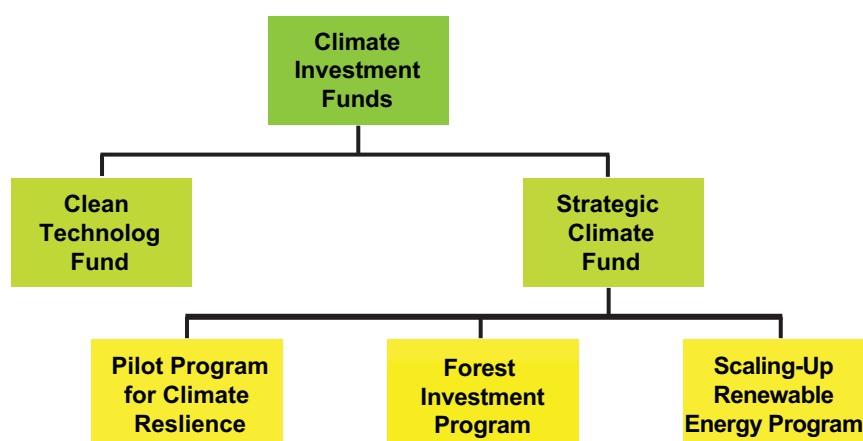 Climate
Investment
Funds
Clean
Technolog
Fund
Strategic
Climate
Fund
Pilot Program
for Climate
Reslience
Forest
Investment
Program
Scaling-Up
Renewable
Energy Program